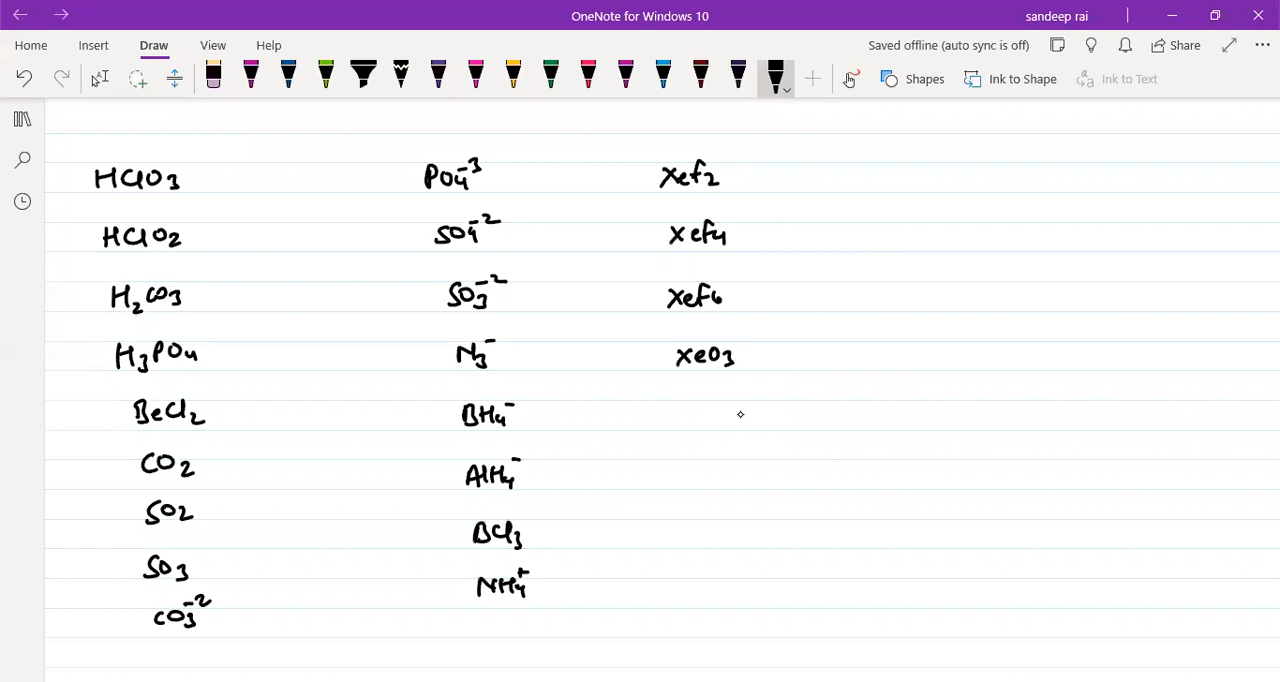 OneNote for Windows 10
sandeep rai
Home Insert Draw View Help
Saved offline (auto sync is off)
Share
Shapes
Ink to Shape
Ink to Text
HClO3
HClO2
H2CO3
H3PO4
BeCl2
CO2
SO2
SO3
CO3-2
PO4-3
SO4-2
SO3-2
N3-
BH4-
AlH4-
BCl3
NH4+
Xef2
Xef4
Xef6
XeO3